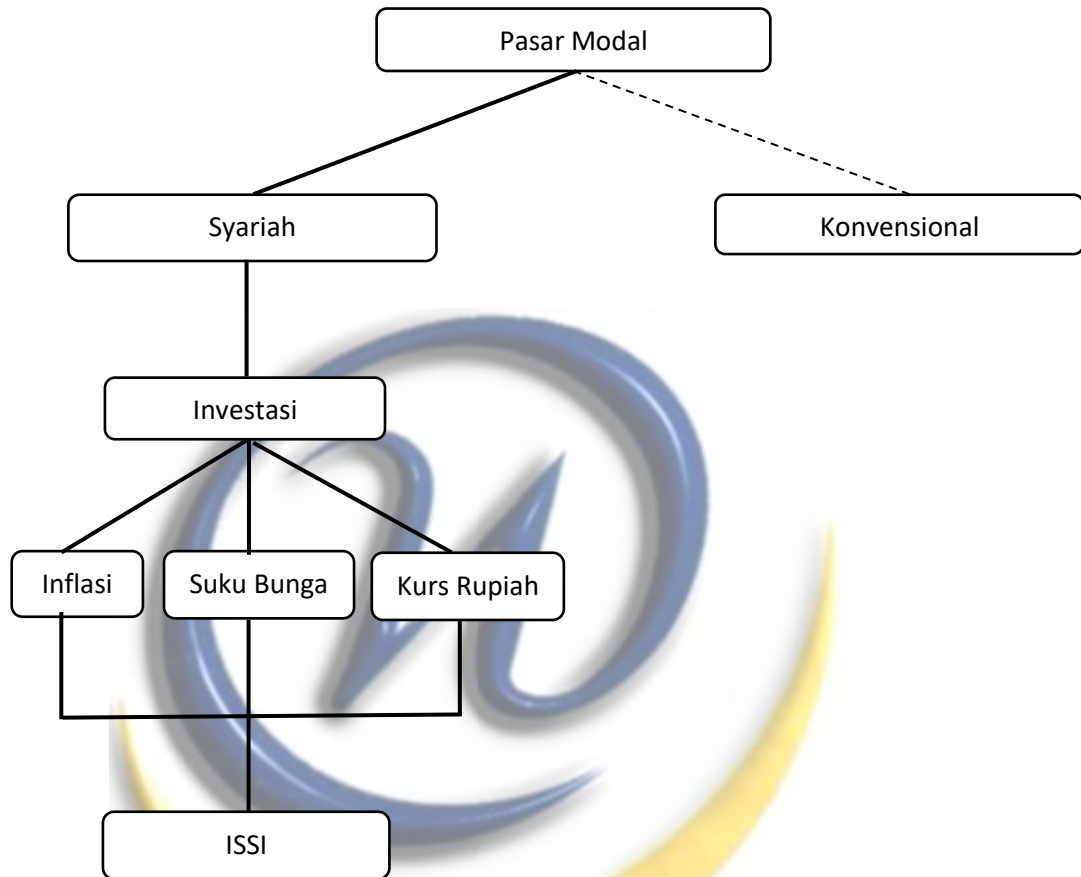 Pasar Modal
Syariah
Konvensional
Investasi
Inflasi
Suku Bunga
Kurs Rupiah
ISSI